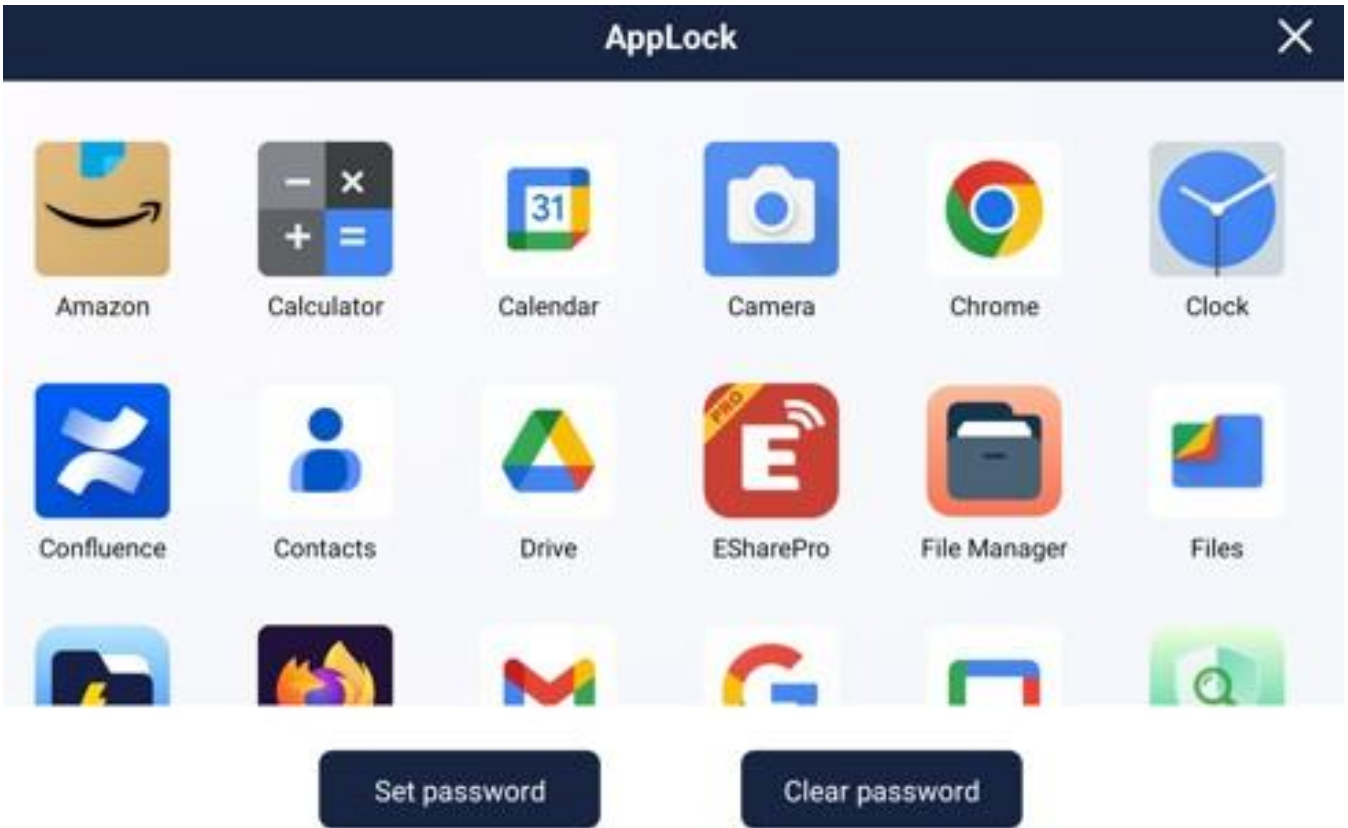 AppLock
Amazon Calculator Calendar Camera Chrome Clock
31
PRO
E
Confluence Contacts Drive ESharePro File Manager Files
Set password Clear password